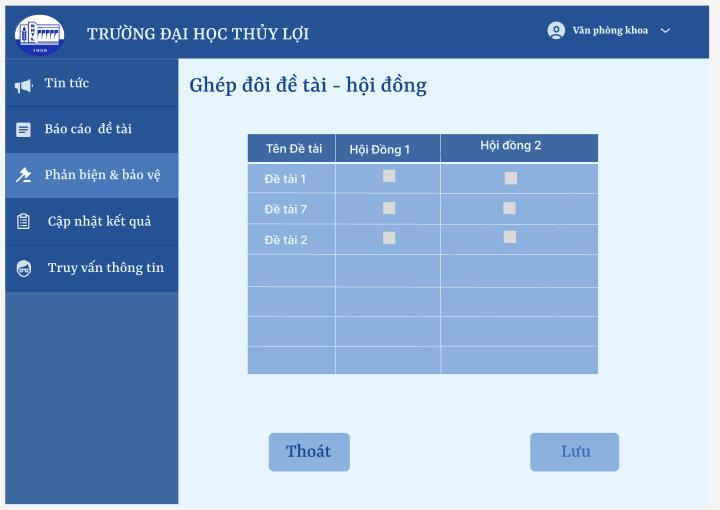 TRƯỜNG ĐẠI HỌC THỦY LỢI
Văn phòng khoa
1959
Tin tức
Báo cáo đề tài
Phản biện & bảo vệ
Cập nhật kết quả
Truy vấn thông tin
Ghép đôi đề tài - hội đồng
Tên Đề tài Hội Đồng 1 Hội đồng 2
Đề tài 1
Đề tài 7
Đề tài 2
Thoát Lưu